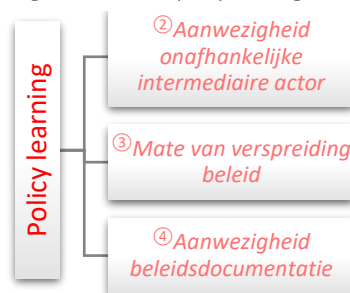 Policy learning
②Aanwezigheid
onafhankelijke
intermediaire actor
③Mate van verspreiding
beleid
④Aanwezigheid
beleidsdocumentatie